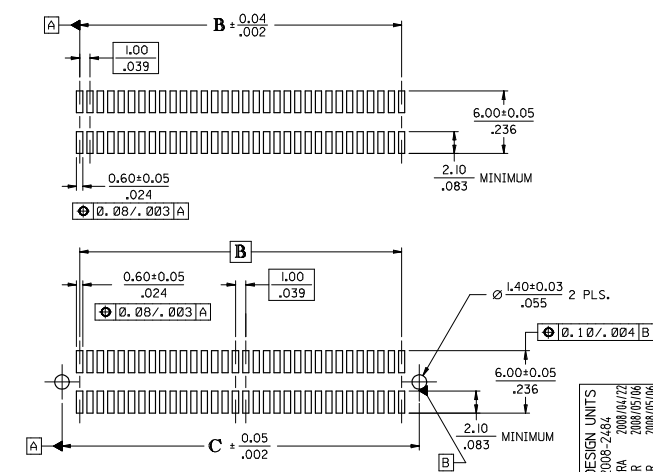 A
B ± 0.04
.002
1.00
.039
6.00±0.05
.236
2.10
.083 MINIMUM
0.60±0.05
.024
⌖ 0.08/.003 A
B
0.60±0.05
.024
1.00
.039
⌖ 0.08/.003 A
Ø 1.40±0.03 2 PLS.
.055
⌖ 0.10/.004 B
6.00±0.05
.236
2.10
.083 MINIMUM
A
C ± 0.05
.002
B
DESIGN UNITS
2008-2484
2008/04/22
2008/05/06
2008/05/06